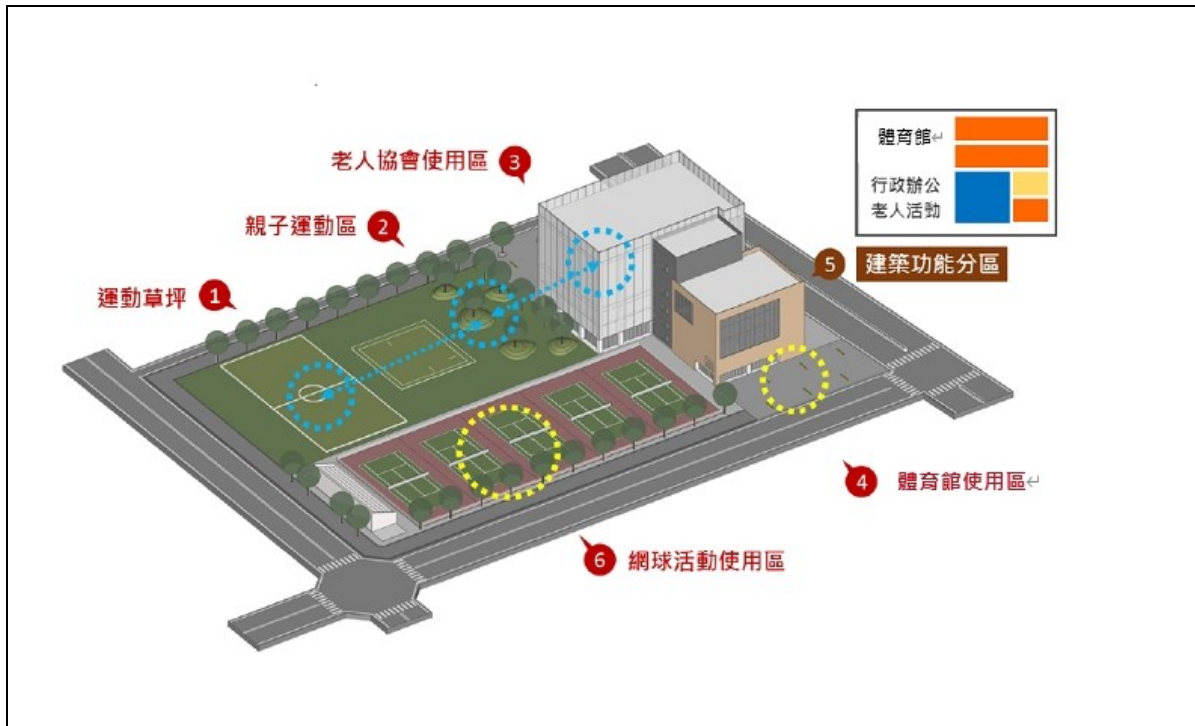 體育館↵
行政辦公
老人活動
老人協會使用區 3
親子運動區 2
5 建築功能分區
運動草坪 1
4 體育館使用區↵
6 網球活動使用區